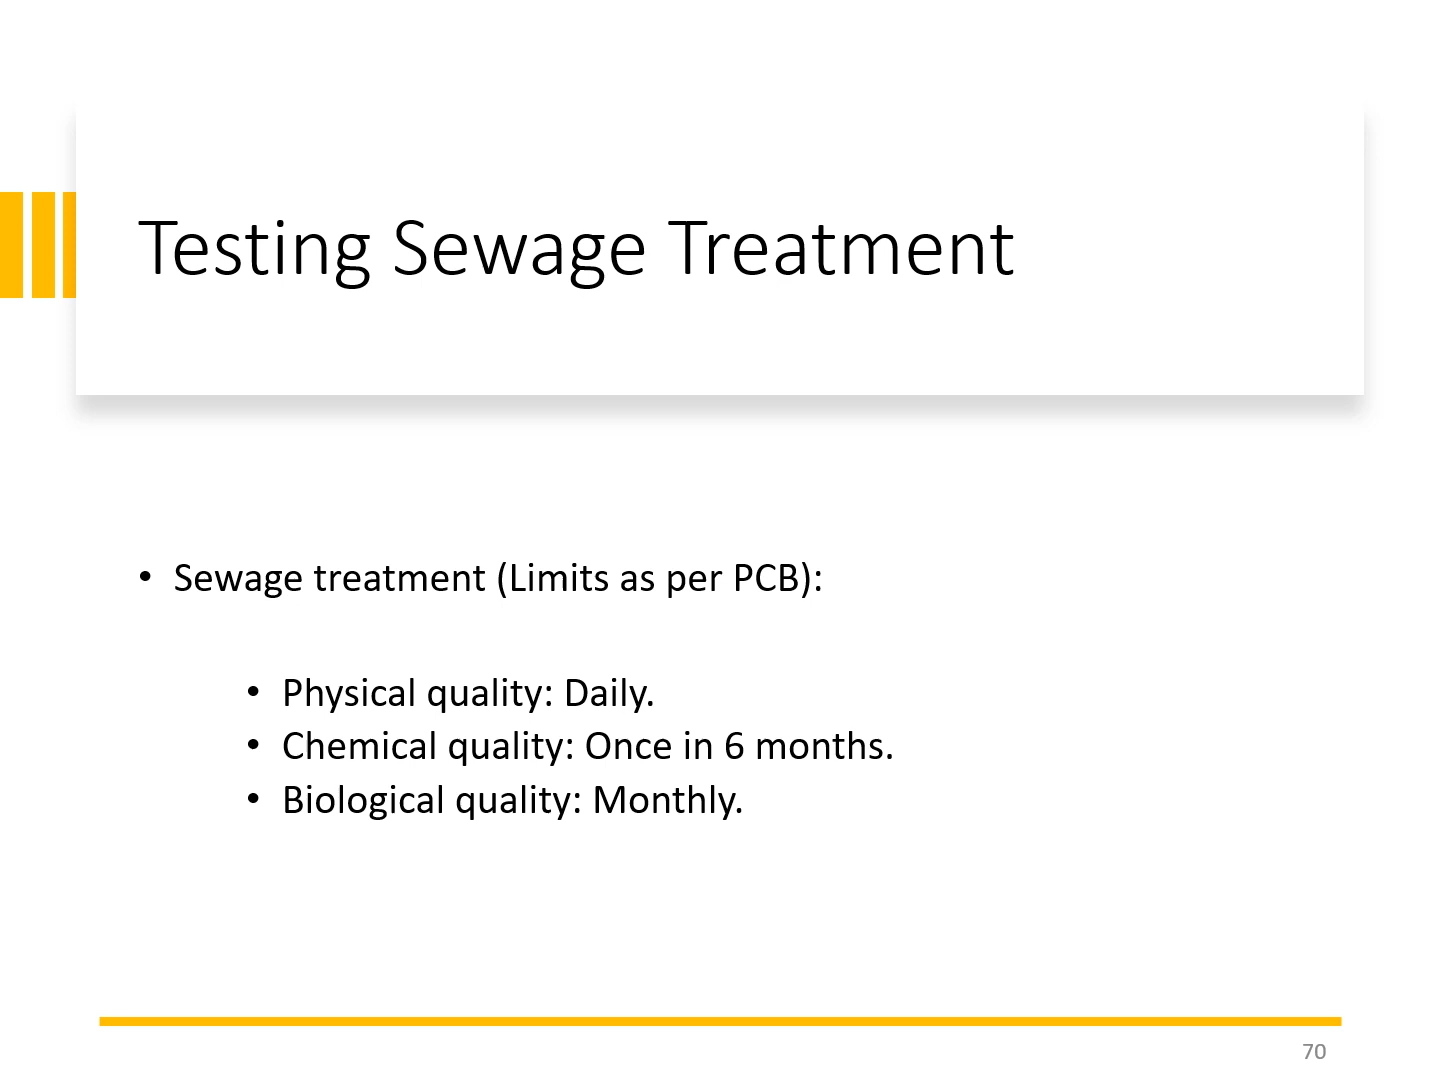 Testing Sewage Treatment
• Sewage treatment (Limits as per PCB):
• Physical quality: Daily.
• Chemical quality: Once in 6 months.
• Biological quality: Monthly.
70